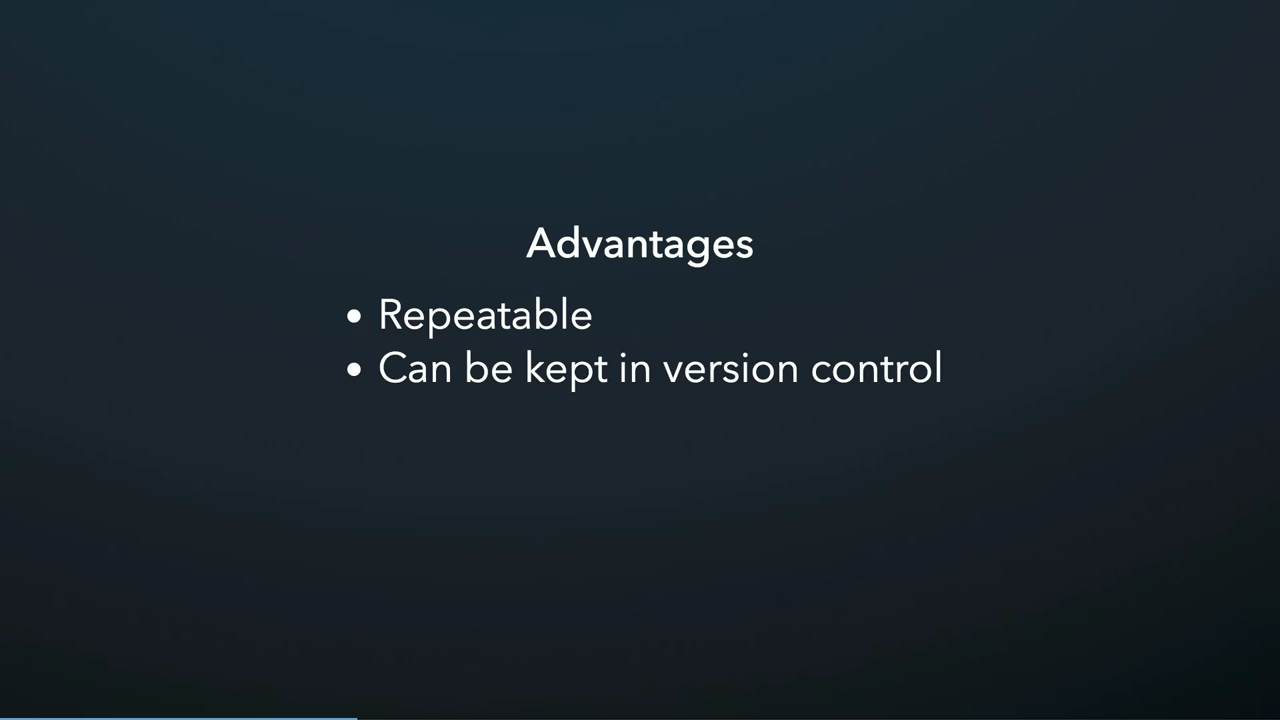 Advantages
• Repeatable
• Can be kept in version control